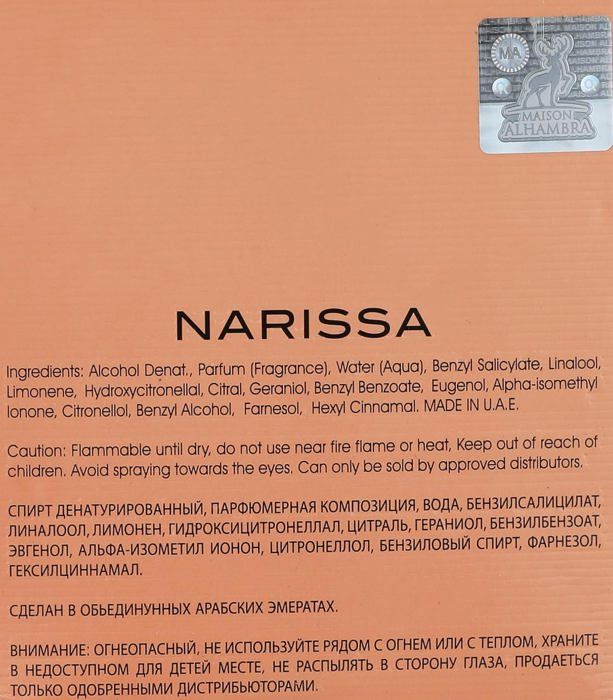 MA
MAISON
ALHAMBRA
NARISSA
Ingredients: Alcohol Denat., Parfum (Fragrance), Water (Aqua), Benzyl Salicylate, Linalool,
Limonene, Hydroxycitronellal, Citral, Geraniol, Benzyl Benzoate, Eugenol, Alpha-isomethyl
Ionone, Citronellol, Benzyl Alcohol, Farnesol, Hexyl Cinnamal. MADE IN U.A.E.
Caution: Flammable until dry, do not use near fire flame or heat, Keep out of reach of
children. Avoid spraying towards the eyes. Can only be sold by approved distributors.
СПИРТ ДЕНАТУРИРОВАННЫЙ, ПАРФЮМЕРНАЯ КОМПОЗИЦИЯ, ВОДА, БЕНЗИЛСАЛИЦИЛАТ,
ЛИНАЛООЛ, ЛИМОНЕН, ГИДРОКСИЦИТРОНЕЛЛАЛ, ЦИТРАЛЬ, ГЕРАНИОЛ, БЕНЗИЛБЕНЗОАТ,
ЭВГЕНОЛ, АЛЬФА-ИЗОМЕТИЛ ИОНОН, ЦИТРОНЕЛЛОЛ, БЕНЗИЛОВЫЙ СПИРТ, ФАРНЕЗОЛ,
ГЕКСИЛЦИННАМАЛ.
СДЕЛАН В ОБЬЕДИНУННЫХ АРАБСКИХ ЭМЕРАТАХ.
ВНИМАНИЕ: ОГНЕОПАСНЫЙ, НЕ ИСПОЛЬЗУЙТЕ РЯДОМ С ОГНЕМ ИЛИ С ТЕПЛОМ, ХРАНИТЕ
В НЕДОСТУПНОМ ДЛЯ ДЕТЕЙ МЕСТЕ, НЕ РАСПЫЛЯТЬ В СТОРОНУ ГЛАЗА, ПРОДАЕТЬСЯ
ТОЛЬКО ОДОБРЕННЫМИ ДИСТРИБЬЮТОРАМИ.